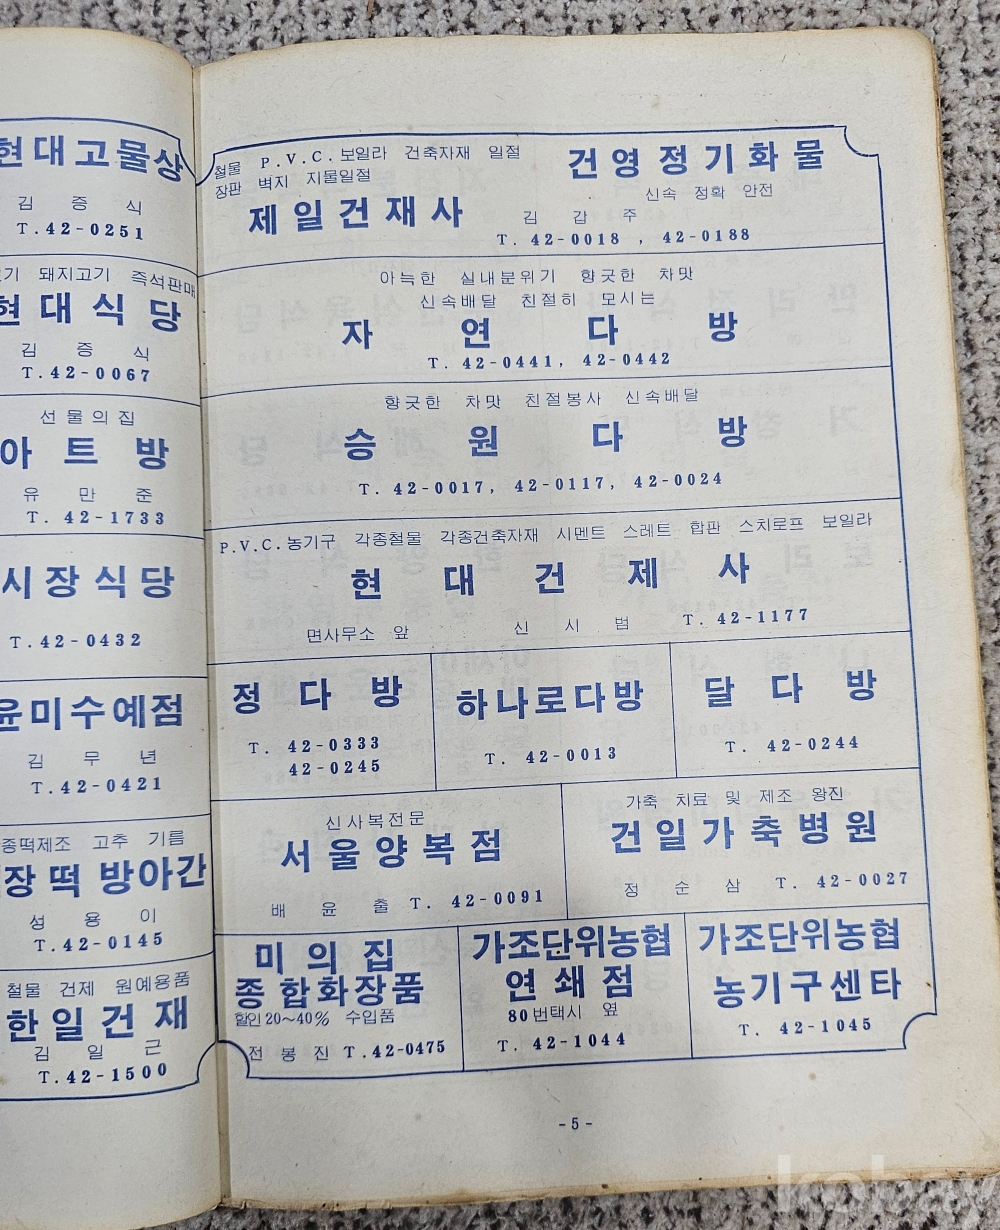 현대고물상
김 증 식
T.42-0251
돼지고기 즉석판매
현대식당
김 증 식
T.42-0067
선물의집
아트방
유 만 준
T. 42-1733
시장식당
T.42-0432
윤미수예점
김 무 년
T.42-0421
떡제조 고추 기름
장떡 방아간
성 용 이
T.42-0145
철물 건제 원예용품
한일건재
김 일 근
T.42-1500
철물 P.V.C.보일라 건축자재 일절
장판 벽지 지물일절
제일건재사
건영정기화물
신속 정확 안전
김 갑 주
T. 42-0018 , 42-0188
아늑한 실내분위기 향긋한 차맛
신속배달 친절히 모시는
자 연 다 방
T. 42-0441, 42-0442
향긋한 차맛 친절봉사 신속배달
승 원 다 방
T. 42-0017, 42-0117, 42-0024
P.V.C.농기구 각종철물 각종건축자재 시멘트 스레트 합판 스치로프 보일라
현 대 건 제 사
면사무소 앞 신 시 범 T. 42-1177
정 다 방
T. 42-0333
42-0245
하나로다방
T. 42-0013
달 다 방
T. 42-0244
신사복전문
서울양복점
배 윤 출 T. 42-0091
가축 치료 및 제조 왕진
건일가축병원
정 순 삼 T. 42-0027
미의집
종합화장품
할인20~40% 수입품
전 봉 진 T.42-0475
가조단위농협
연쇄점
80번택시 옆
T. 42-1044
가조단위농협
농기구센타
T. 42-1045
-5-
kobay